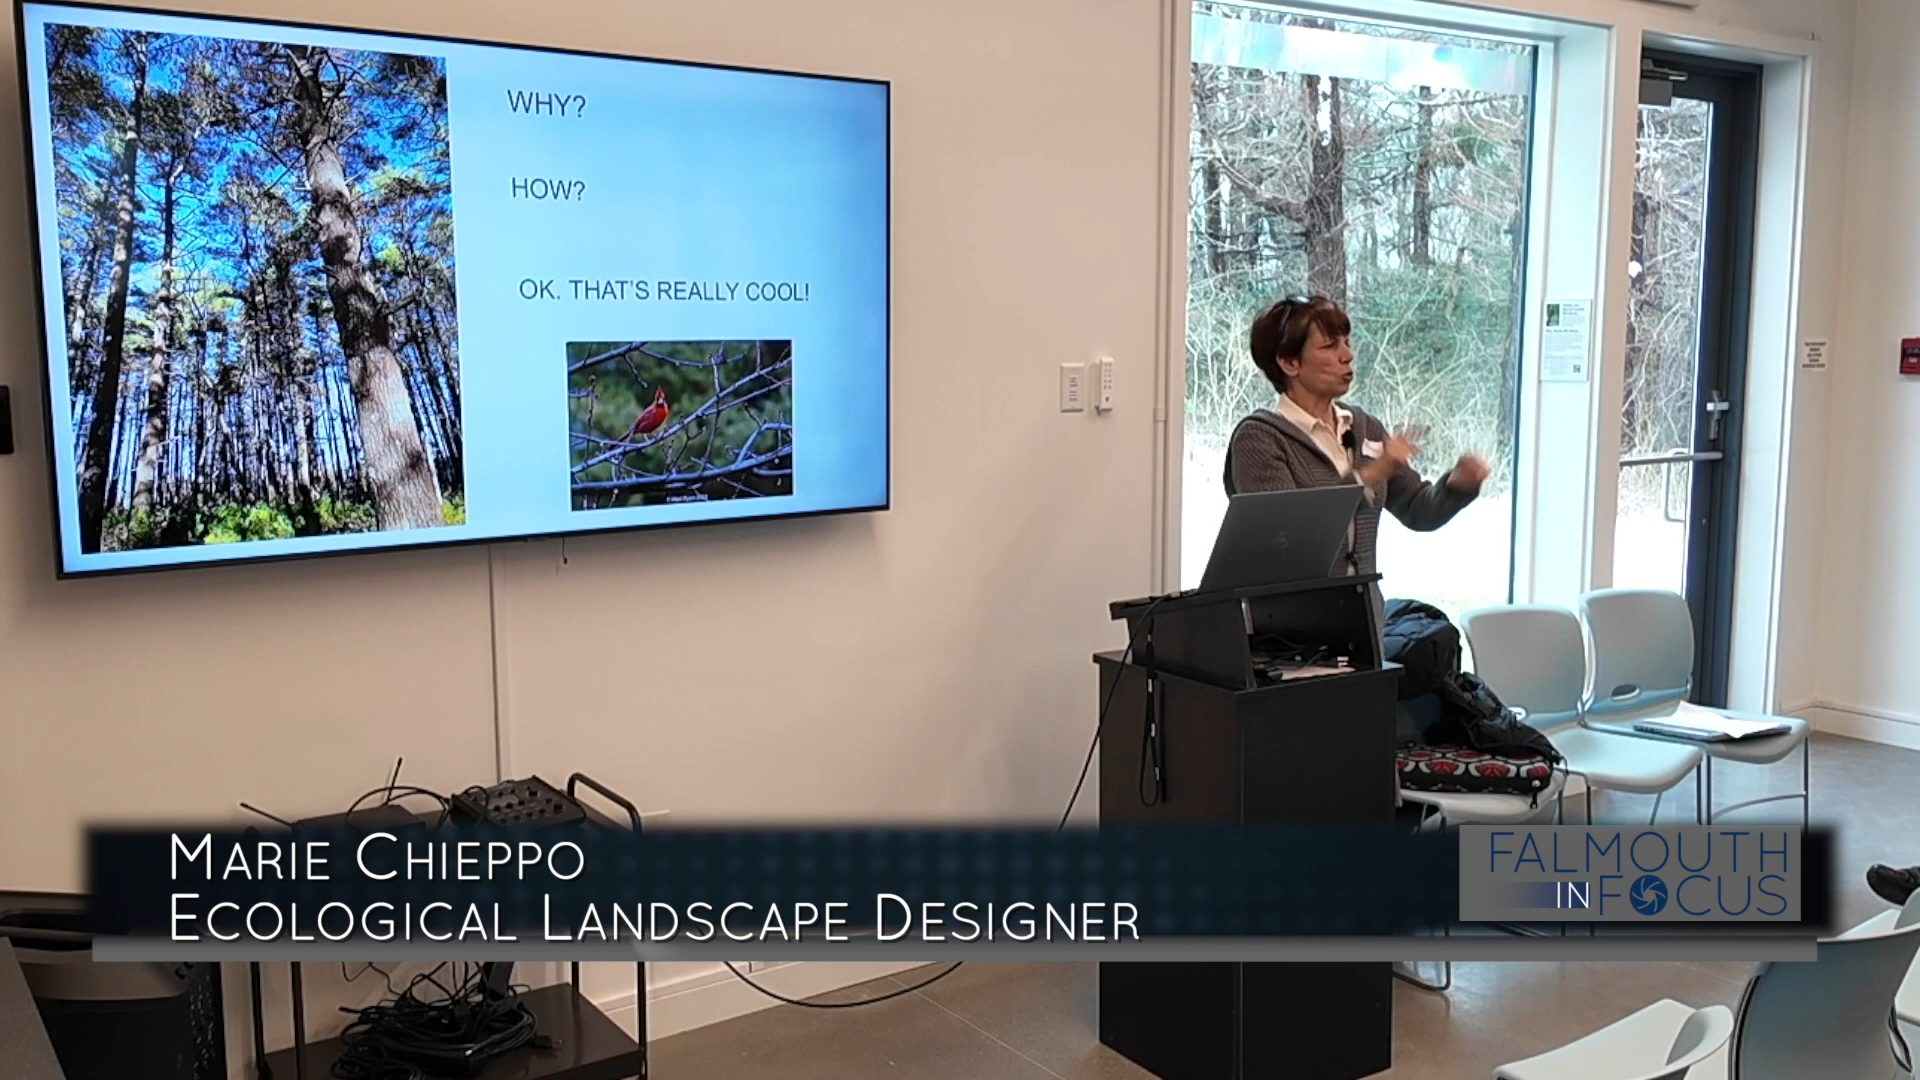 WHY?
HOW?
OK. THAT'S REALLY COOL!
MARIE CHIEPPO
ECOLOGICAL LANDSCAPE DESIGNER
FALMOUTH
IN FOCUS